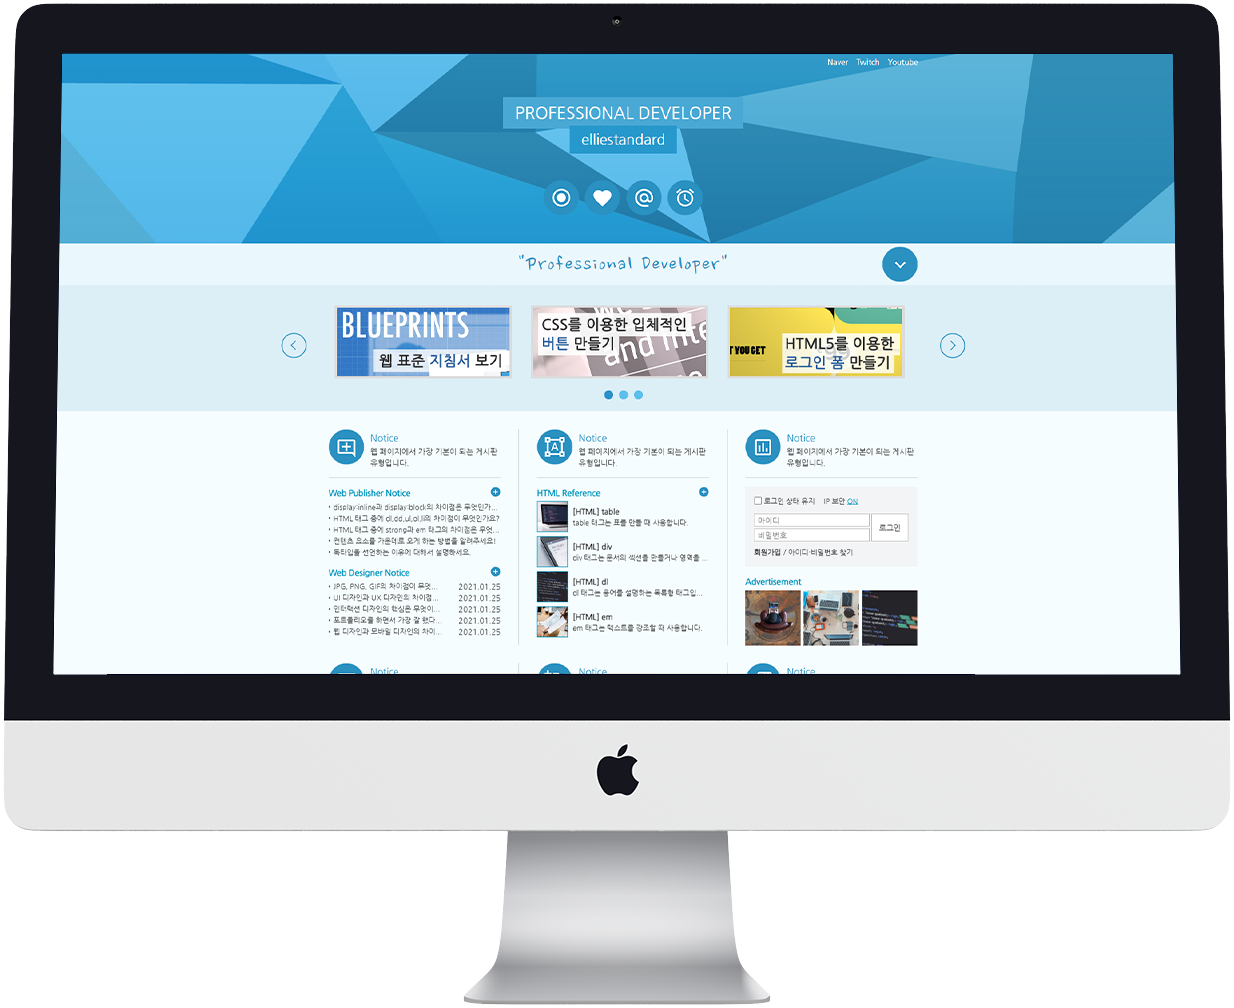 Naver Twitch Youtube
PROFESSIONAL DEVELOPER
elliestandard
"Professional Developer"
BLUEPRINTS
웹 표준 지침서 보기
CSS를 이용한 입체적인
버튼 만들기
and inte
T YOU GET
HTML5를 이용한
로그인 폼 만들기
Notice
웹 페이지에서 가장 기본이 되는 게시판
유형입니다.
Web Publisher Notice
display:inline과 display:block의 차이점은 무엇인가...
HTML 태그 중에 dl,dd,ul,ol,li의 차이점이 무엇인가요?
HTML 태그 중에 strong과 em 태그의 차이점은 무엇...
컨텐츠 요소를 가운데로 오게 하는 방법을 알려주세요!
독타입을 선언하는 이유에 대해서 설명하세요.
Web Designer Notice
JPG, PNG, GIF의 차이점이 무엇... 2021.01.25
UI 디자인과 UX 디자인의 차이점... 2021.01.25
인터랙션 디자인의 핵심은 무엇이... 2021.01.25
포트폴리오를 하면서 가장 잘 했다... 2021.01.25
웹 디자인과 모바일 디자인의 차이... 2021.01.25
Notice
웹 페이지에서 가장 기본이 되는 게시판
유형입니다.
HTML Reference
[HTML] table
table 태그는 표를 만들 때 사용합니다.
[HTML] div
div 태그는 문서의 섹션을 만들거나 영역을 ...
[HTML] dl
dl 태그는 용어를 설명하는 목록형 태그입...
[HTML] em
em 태그는 텍스트를 강조할 때 사용합니다.
Notice
웹 페이지에서 가장 기본이 되는 게시판
유형입니다.
로그인 상태 유지 IP 보안 ON
아이디
비밀번호
로그인
회원가입 / 아이디·비밀번호 찾기
Advertisement
Notice
Notice
Notice